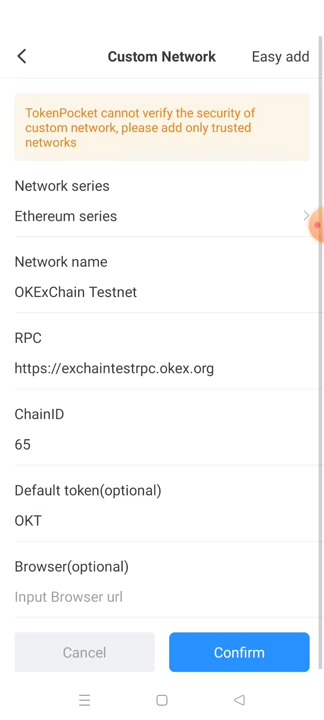 Custom Network
Easy add
TokenPocket cannot verify the security of
custom network, please add only trusted
networks
Network series
Ethereum series
Network name
OKExChain Testnet
RPC
https://exchaintestrpc.okex.org
ChainID
65
Default token(optional)
OKT
Browser(optional)
Input Browser url
Cancel
Confirm